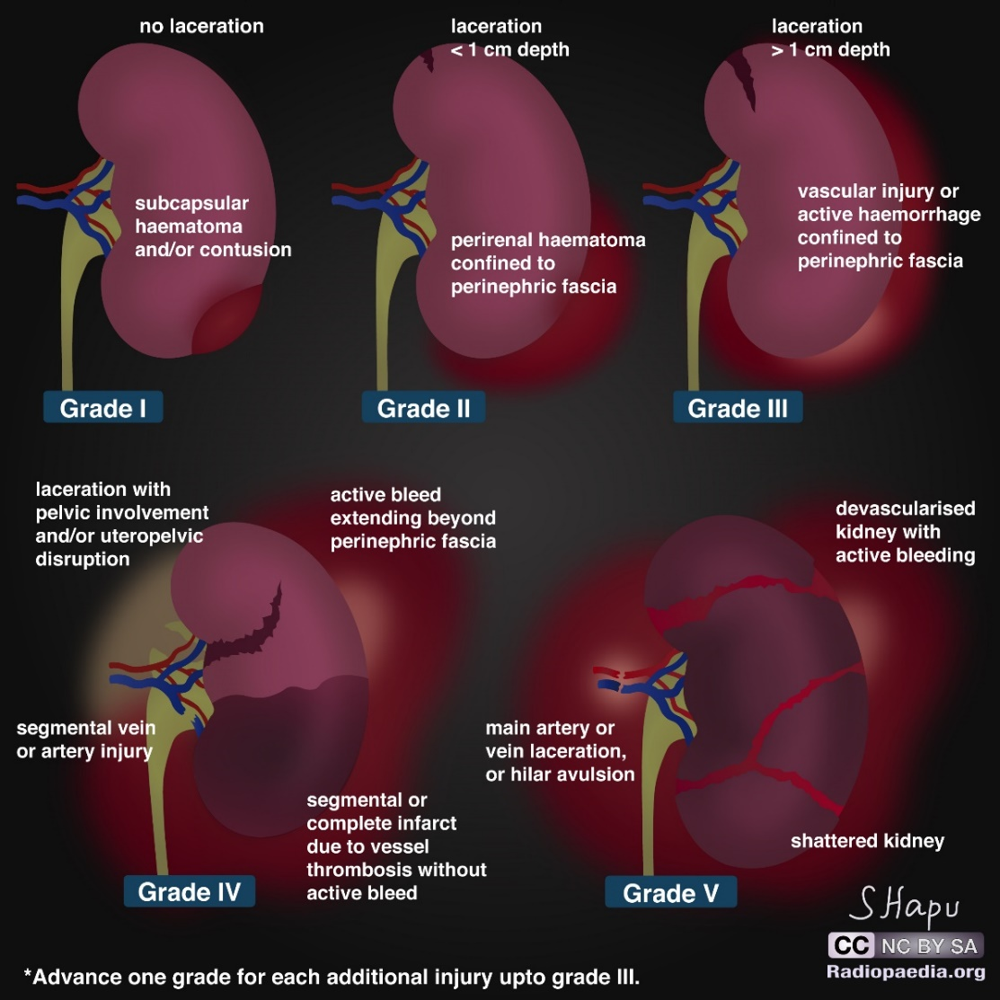 no laceration
subcapsular
haematoma
and/or contusion
Grade I
laceration
< 1 cm depth
perirenal haematoma
confined to
perinephric fascia
Grade II
laceration
> 1 cm depth
vascular injury or
active haemorrhage
confined to
perinephric fascia
Grade III
laceration with
pelvic involvement
and/or uteropelvic
disruption
active bleed
extending beyond
perinephric fascia
segmental vein
or artery injury
segmental or
complete infarct
due to vessel
thrombosis without
active bleed
Grade IV
devascularised
kidney with
active bleeding
main artery or
vein laceration,
or hilar avulsion
shattered kidney
Grade V
SHapu
CC NC BY SA
Radiopaedia.org
*Advance one grade for each additional injury upto grade III.